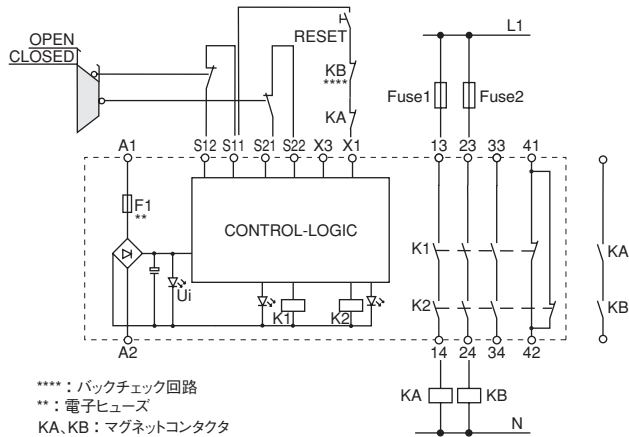 OPEN
CLOSED
RESET
KB
****
KA
L1
Fuse1 Fuse2
A1 S12 S11 S21 S22 X3 X1 13 23 33 41
F1
**
CONTROL-LOGIC
Ui
K1 K2
K1
K2
KA
KB
A2 14 24 34 42
KA KB
N
****：バックチェック回路
**：電子ヒューズ
KA、KB：マグネットコンタクタ